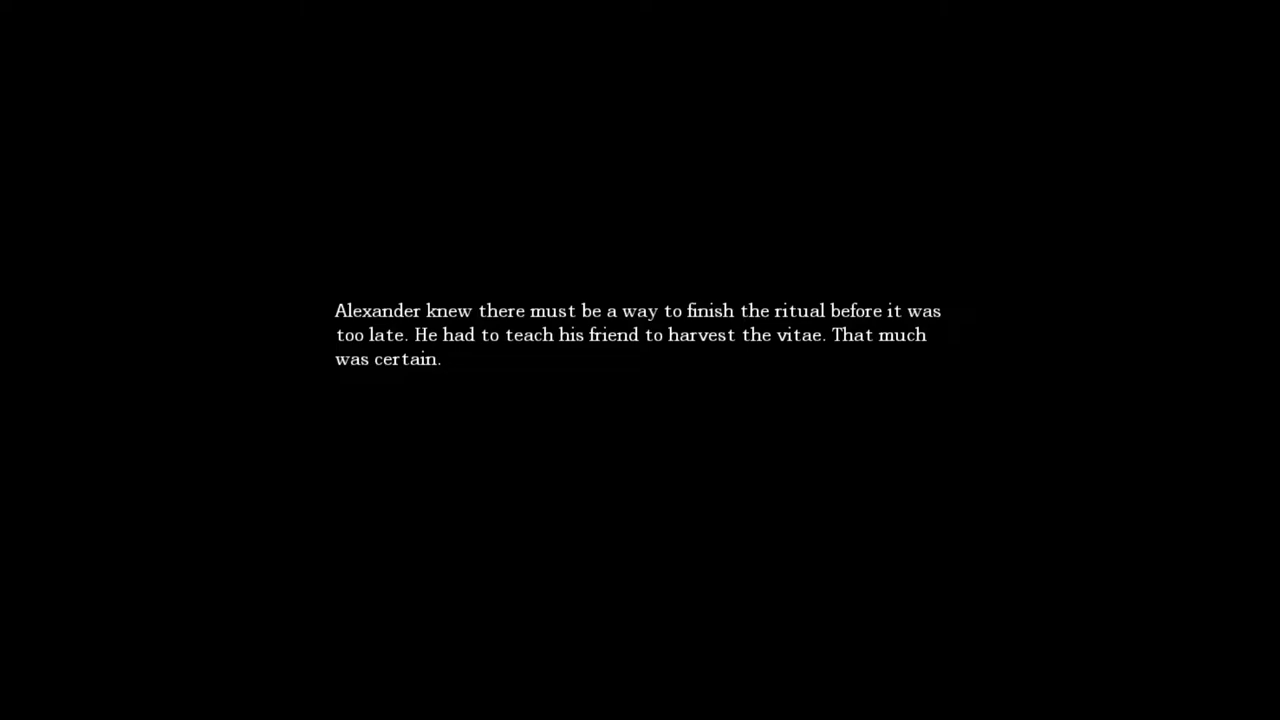 Alexander knew there must be a way to finish the ritual before it was
too late. He had to teach his friend to harvest the vitae. That much
was certain.